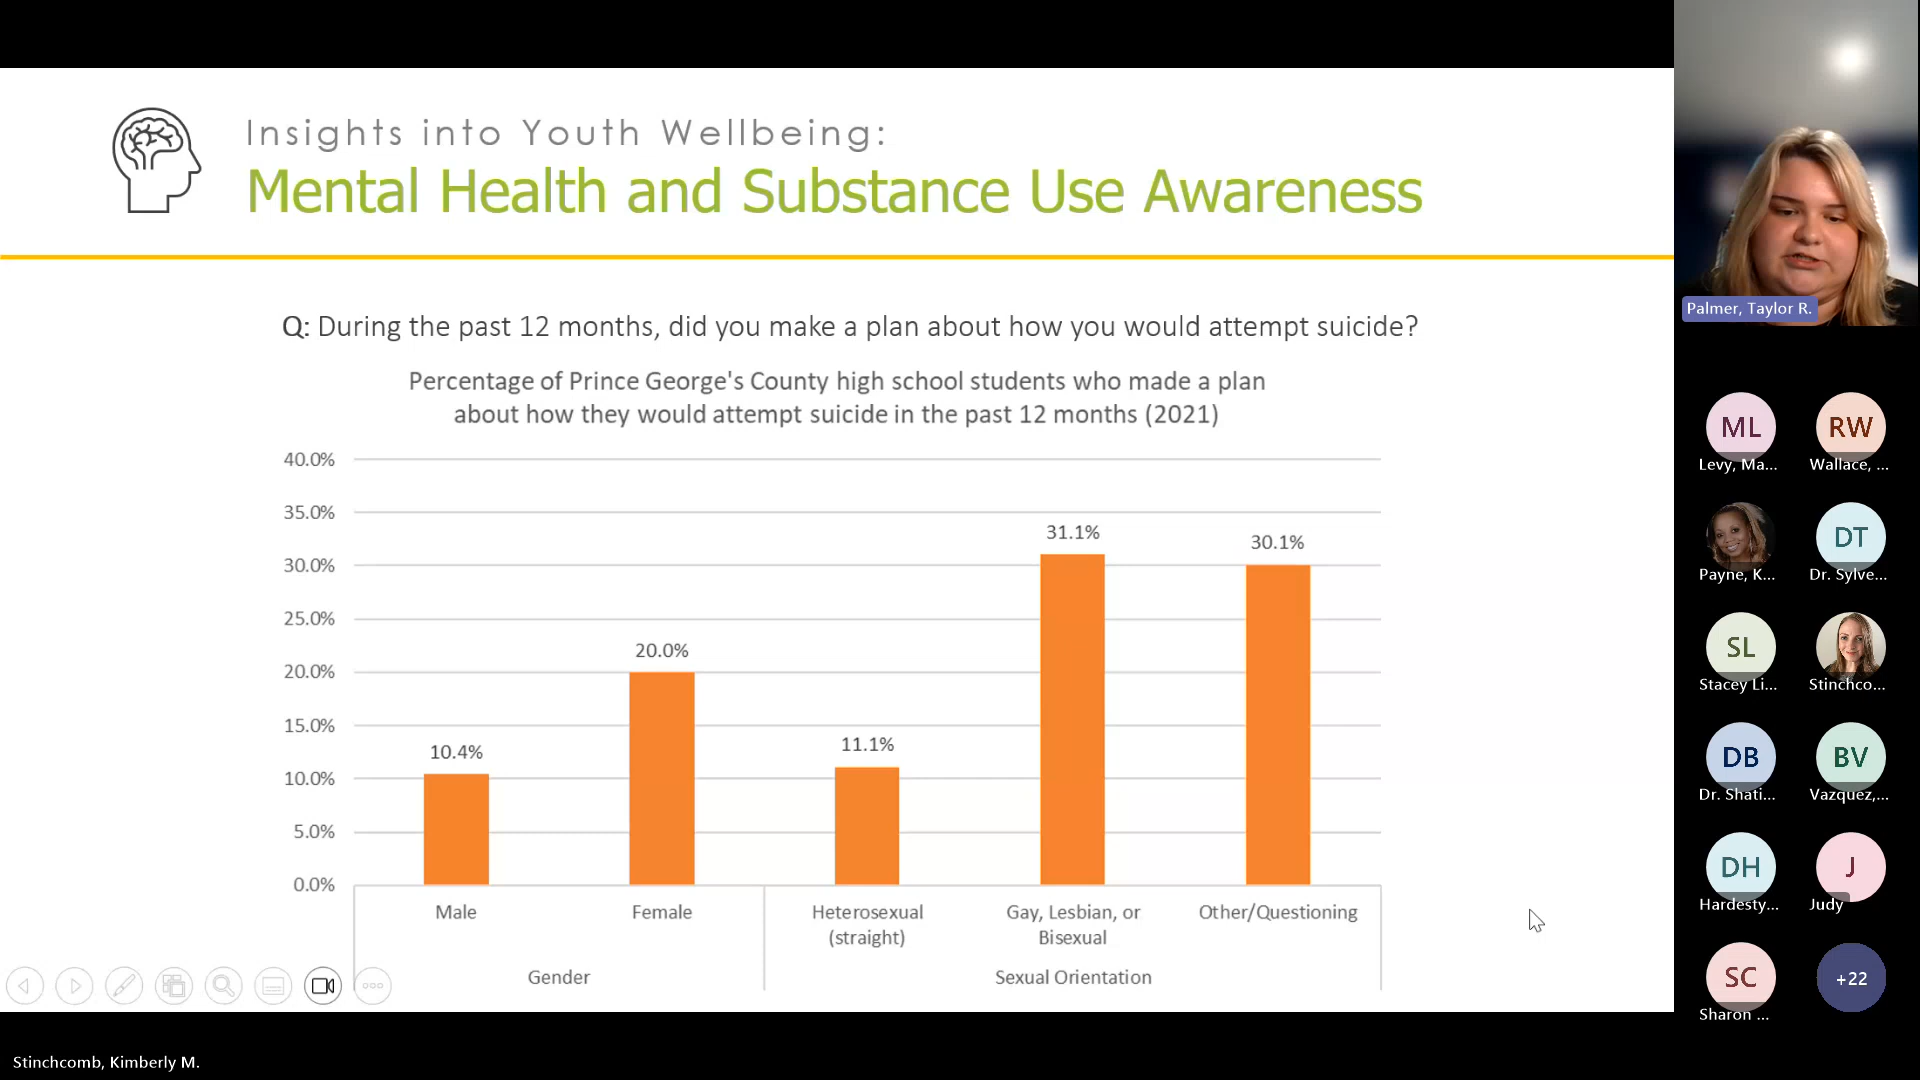 Insights into Youth Wellbeing:
Mental Health and Substance Use Awareness
Q: During the past 12 months, did you make a plan about how you would attempt suicide?
Percentage of Prince George's County high school students who made a plan
about how they would attempt suicide in the past 12 months (2021)
40.0%
35.0%
30.0%
25.0%
20.0%
15.0%
10.0%
5.0%
0.0%
10.4%
20.0%
11.1%
31.1%
30.1%
Male
Female
Heterosexual
(straight)
Gay, Lesbian, or
Bisexual
Other/Questioning
Gender
Sexual Orientation
Stinchcomb, Kimberly M.
Palmer, Taylor R.
ML
Levy, Ma...
RW
Wallace, ...
Payne, K...
DT
Dr. Sylve...
SL
Stacey Li...
Stinchco...
DB
Dr. Shati...
BV
Vazquez,...
DH
Hardesty...
J
Judy
SC
Sharon ...
+22